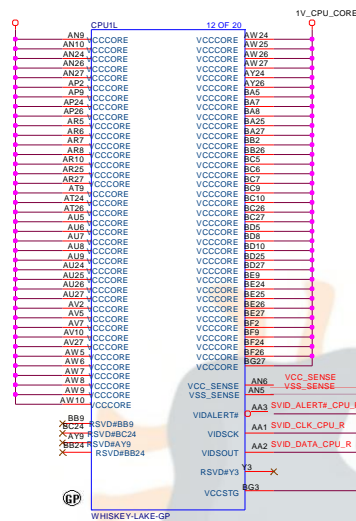 1V_CPU_CORE
CPU1L 12 OF 20
AN9 VCCCORE VCCCORE AW24
AN10 VCCCORE VCCCORE AW25
AN24 VCCCORE VCCCORE AW26
AN26 VCCCORE VCCCORE AW27
AN27 VCCCORE VCCCORE AY24
AP2 VCCCORE VCCCORE AY26
AP9 VCCCORE VCCCORE BA5
AP24 VCCCORE VCCCORE BA7
AP26 VCCCORE VCCCORE BA8
AR5 VCCCORE VCCCORE BA25
AR6 VCCCORE VCCCORE BA27
AR7 VCCCORE VCCCORE BB2
AR8 VCCCORE VCCCORE BB26
AR10 VCCCORE VCCCORE BC5
AR25 VCCCORE VCCCORE BC6
AR27 VCCCORE VCCCORE BC7
AT9 VCCCORE VCCCORE BC9
AT24 VCCCORE VCCCORE BC10
AT26 VCCCORE VCCCORE BC26
AU5 VCCCORE VCCCORE BC27
AU6 VCCCORE VCCCORE BD5
AU7 VCCCORE VCCCORE BD8
AU8 VCCCORE VCCCORE BD10
AU9 VCCCORE VCCCORE BD25
AU24 VCCCORE VCCCORE BD27
AU25 VCCCORE VCCCORE BE9
AU26 VCCCORE VCCCORE BE24
AU27 VCCCORE VCCCORE BE25
AV2 VCCCORE VCCCORE BE26
AV5 VCCCORE VCCCORE BE27
AV7 VCCCORE VCCCORE BF2
AV10 VCCCORE VCCCORE BF9
AV27 VCCCORE VCCCORE BF24
AW5 VCCCORE VCCCORE BF26
AW6 VCCCORE VCCCORE BG27
AW7 VCCCORE
AW8 VCCCORE VCC_SENSE AN6 VCC_SENSE
AW9 VCCCORE VSS_SENSE AN5 VSS_SENSE
AW10 VCCCORE
VIDALERT# AA3 SVID_ALERT#_CPU_R
BB9 RSVD#BB9
BC24 RSVD#BC24 VIDSCK AA1 SVID_CLK_CPU_R
AY9 RSVD#AY9
BB24 RSVD#BB24 VIDSOUT AA2 SVID_DATA_CPU_R
RSVD#Y3 Y3
VCCSTG BG3
GP
WHISKEY-LAKE-GP